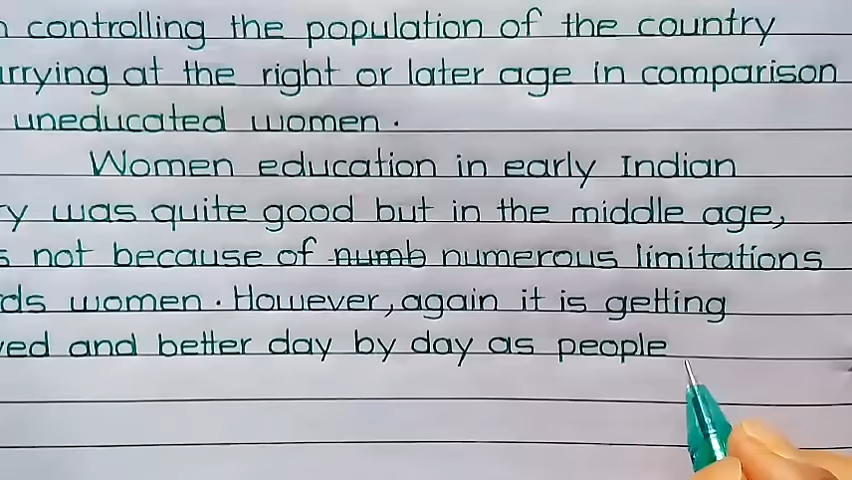 controlling the population of the country
rrying at the right or later age in comparison
uneducated women.
Women education in early Indian
ry was quite good but in the middle age,
s not because of numb numerous limitations
ds women. However, again it is getting
ved and better day by day as people